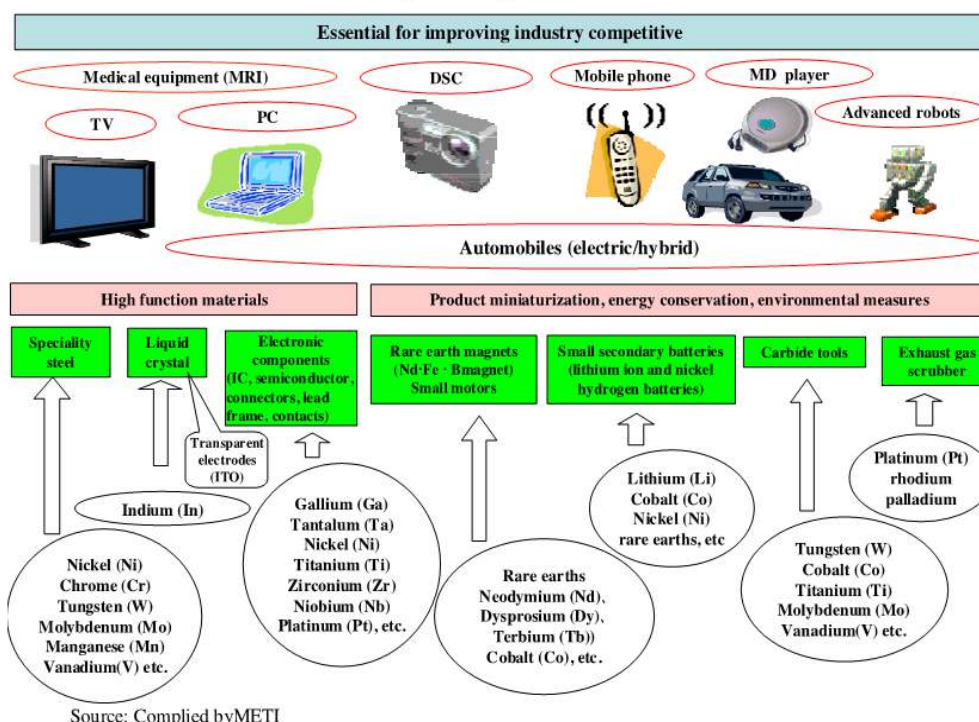 Essential for improving industry competitive
Medical equipment (MRI)
DSC
Mobile phone
MD player
TV
PC
Advanced robots
Automobiles (electric/hybrid)
High function materials
Product miniaturization, energy conservation, environmental measures
Speciality
steel
Liquid
crystal
Electronic
components
(IC, semiconductor,
connectors, lead
frame, contacts)
Rare earth magnets
(Nd·Fe · Bmagnet)
Small motors
Small secondary batteries
(lithium ion and nickel
hydrogen batteries)
Carbide tools
Exhaust gas
scrubber
Transparent
electrodes
(ITO)
Indium (In)
Nickel (Ni)
Chrome (Cr)
Tungsten (W)
Molybdenum (Mo)
Manganese (Mn)
Vanadium(V) etc.
Gallium (Ga)
Tantalum (Ta)
Nickel (Ni)
Titanium (Ti)
Zirconium (Zr)
Niobium (Nb)
Platinum (Pt), etc.
Rare earths
Neodymium (Nd)、
Dysprosium (Dy)、
Terbium (Tb))
Cobalt (Co), etc.
Lithium (Li)
Cobalt (Co)
Nickel (Ni)
rare earths, etc
Tungsten (W)
Cobalt (Co)
Titanium (Ti)
Molybdenum (Mo)
Vanadium(V) etc.
Platinum (Pt)
rhodium
palladium
Source: Complied byMETI